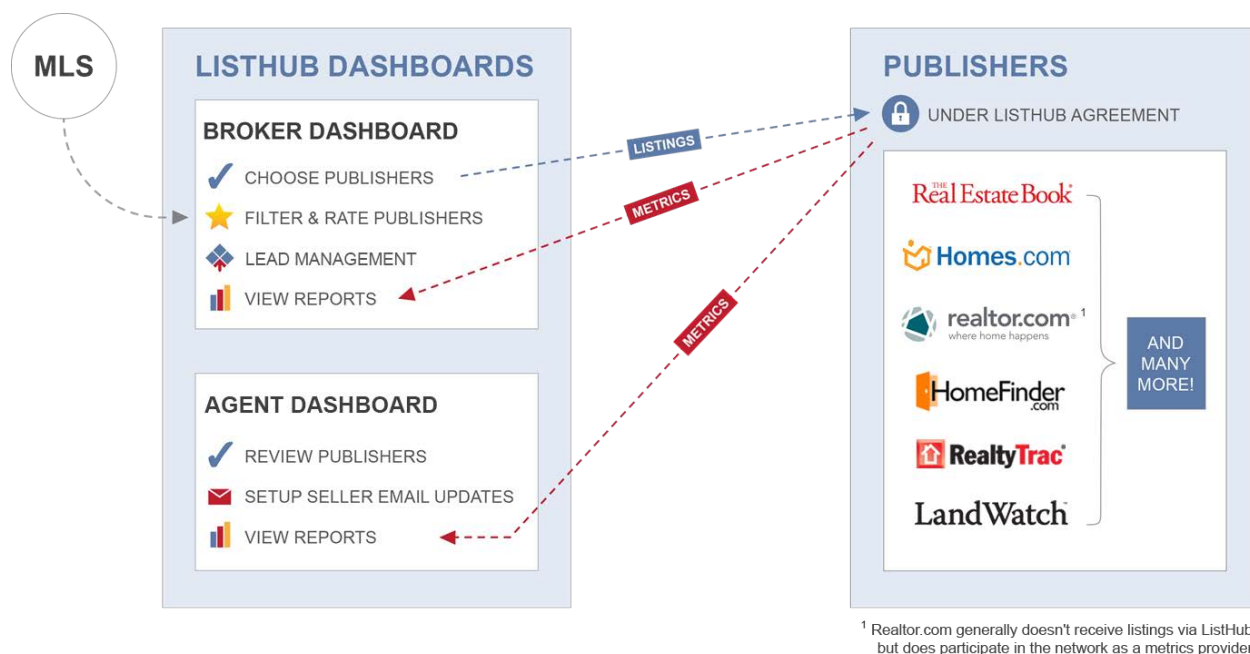 MLS
LISTHUB DASHBOARDS
BROKER DASHBOARD
CHOOSE PUBLISHERS
FILTER & RATE PUBLISHERS
LEAD MANAGEMENT
VIEW REPORTS
AGENT DASHBOARD
REVIEW PUBLISHERS
SETUP SELLER EMAIL UPDATES
VIEW REPORTS
LISTINGS
METRICS
METRICS
PUBLISHERS
UNDER LISTHUB AGREEMENT
THE
Real Estate Book®
Homes.com
realtor.com® 1
where home happens
HomeFinder
.com
RealtyTrac®
LandWatch™
AND
MANY
MORE!
1 Realtor.com generally doesn't receive listings via ListHub
but does participate in the network as a metrics provider